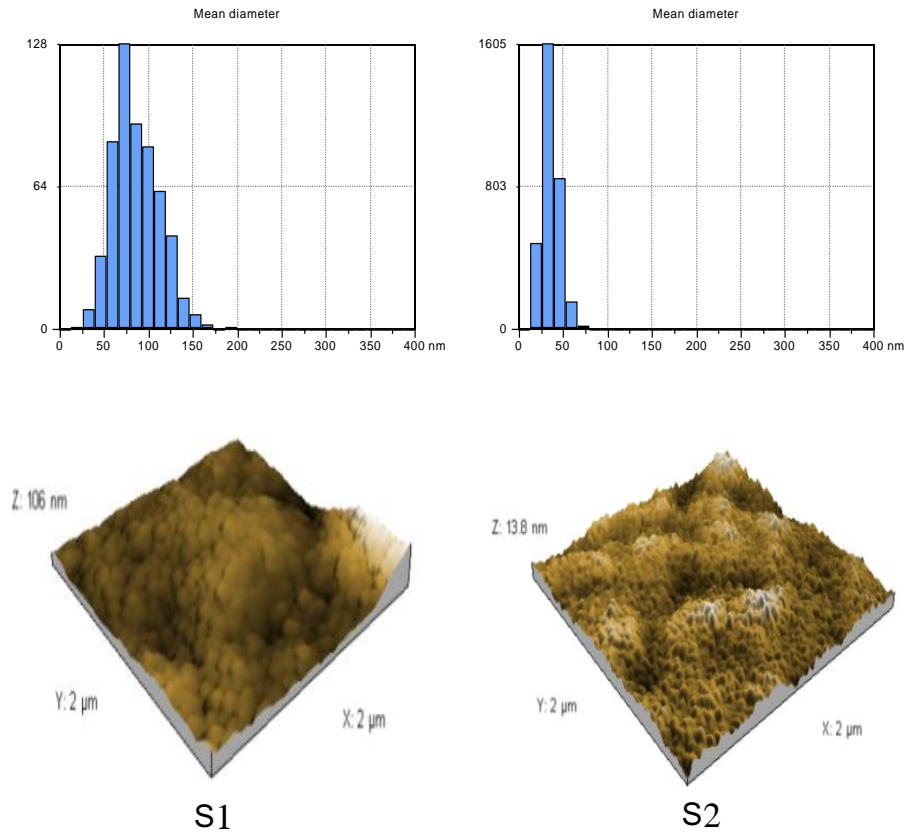 Mean diameter
128
64
0
0 50 100 150 200 250 300 350 400 nm
Mean diameter
1605
803
0
0 50 100 150 200 250 300 350 400 nm
Z: 106 nm
Y: 2 µm
X: 2 µm
S1
Z: 13.8 nm
Y: 2 µm
X: 2 µm
S2